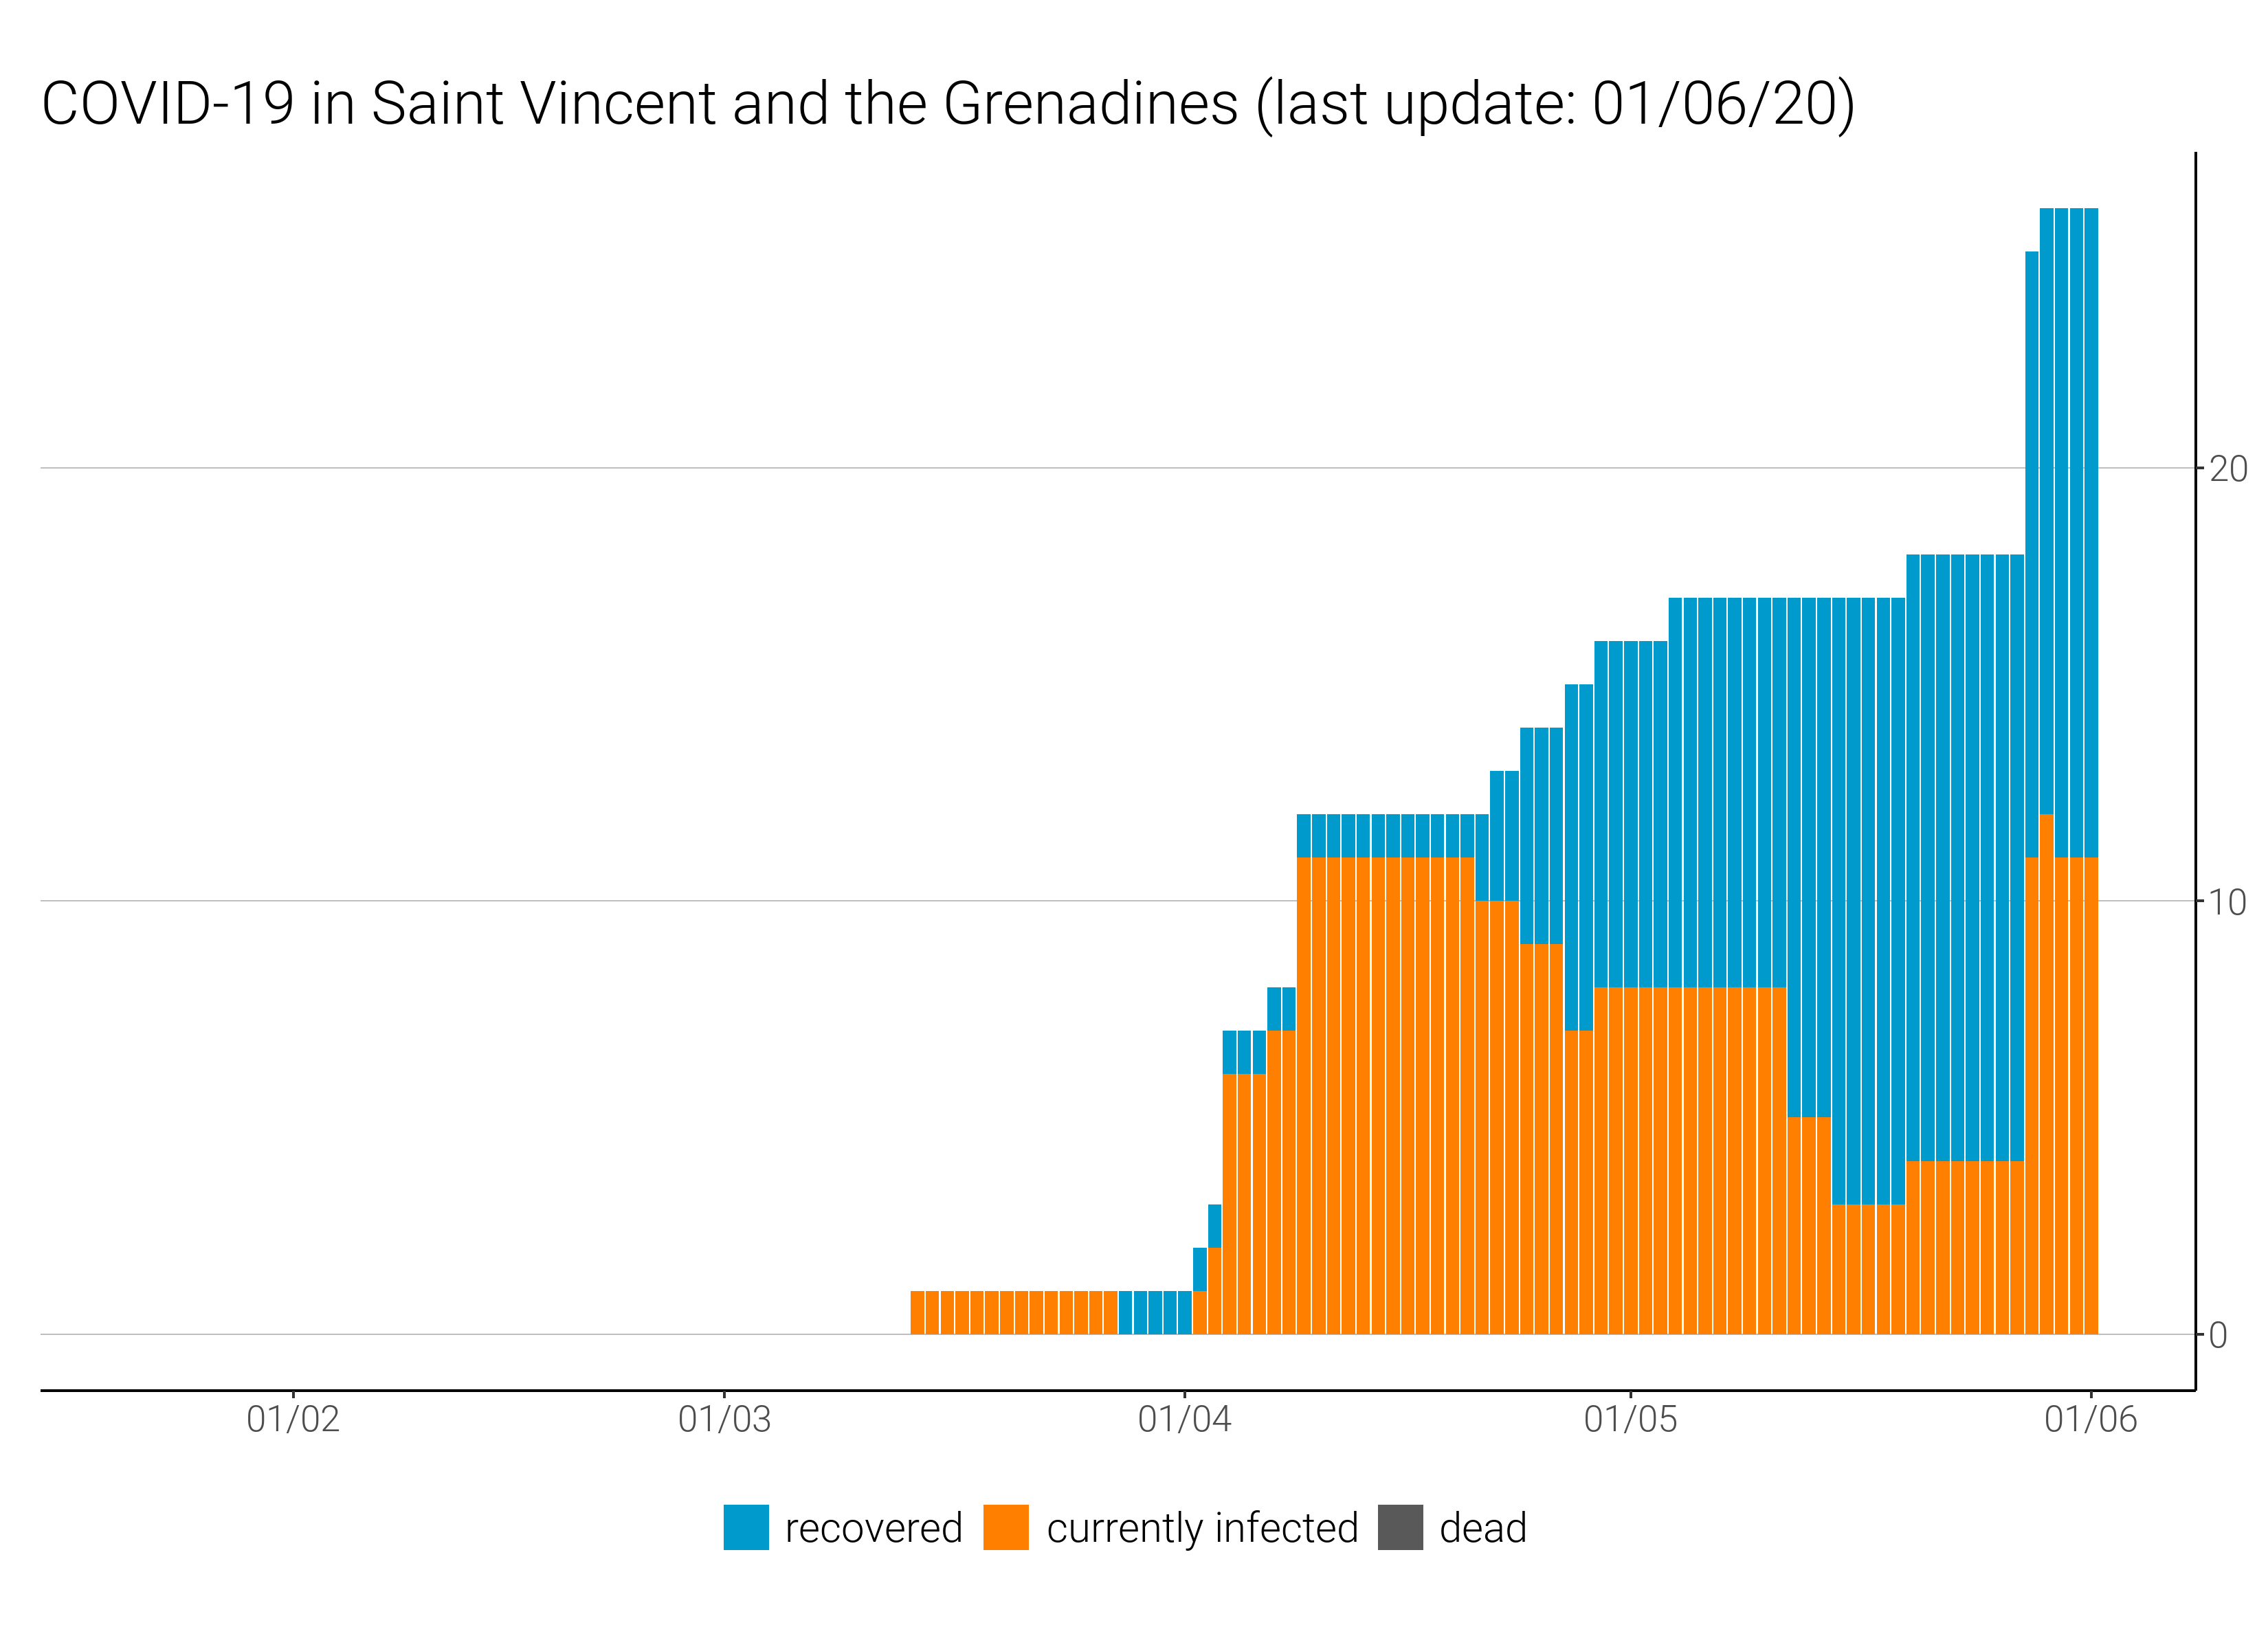 COVID-19 in Saint Vincent and the Grenadines (last update: 01/06/20)
20
10
0
01/02 01/03 01/04 01/05 01/06
recovered currently infected dead